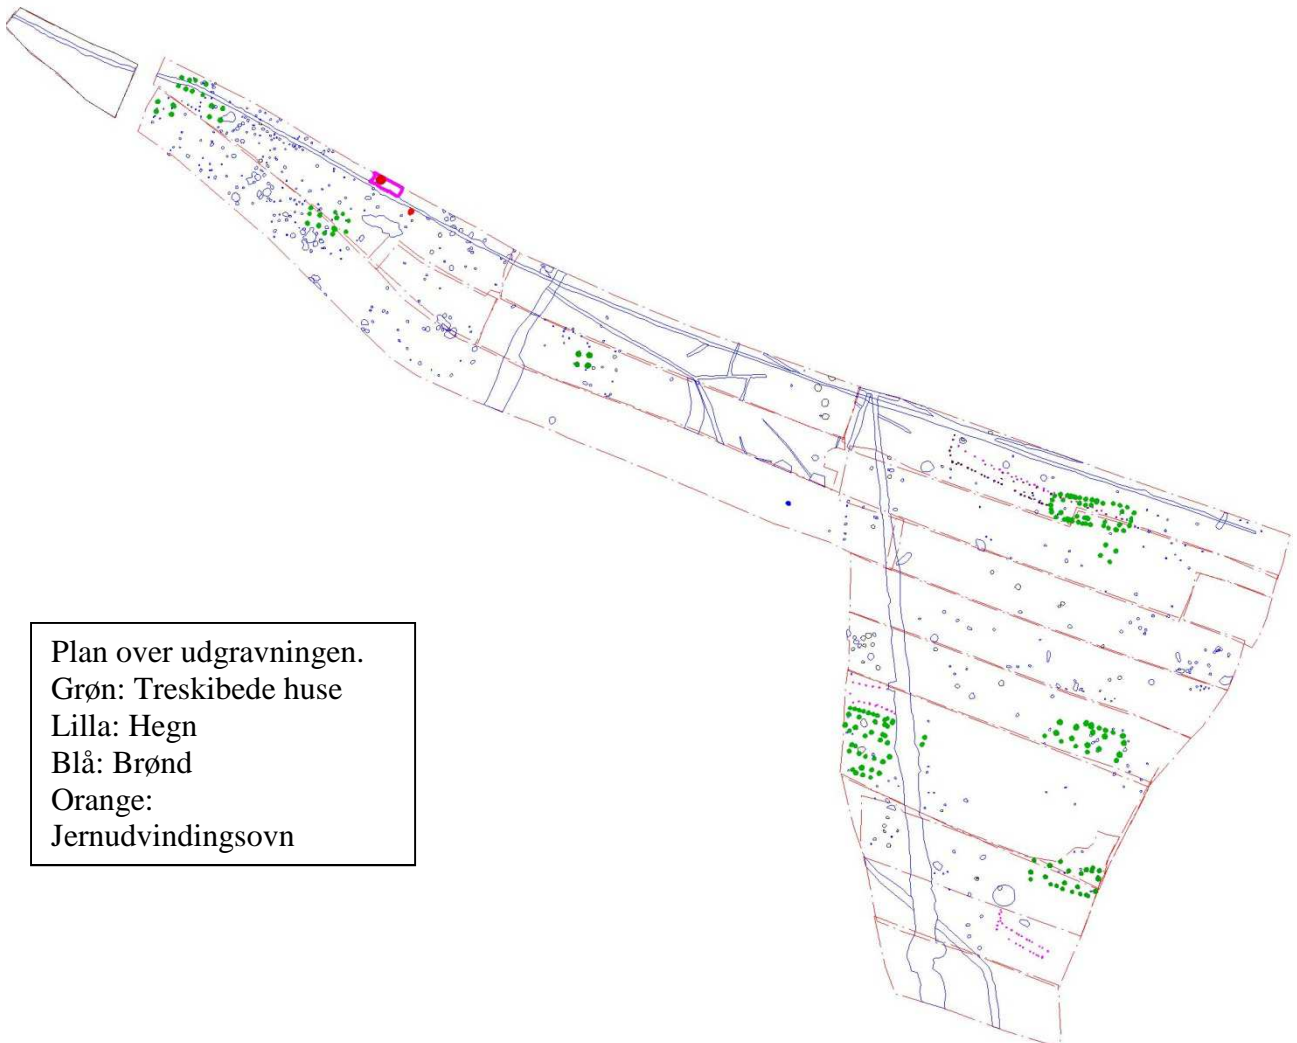 Plan over udgravningen.
Grøn: Treskibede huse
Lilla: Hegn
Blå: Brønd
Orange:
Jernudvindingsovn